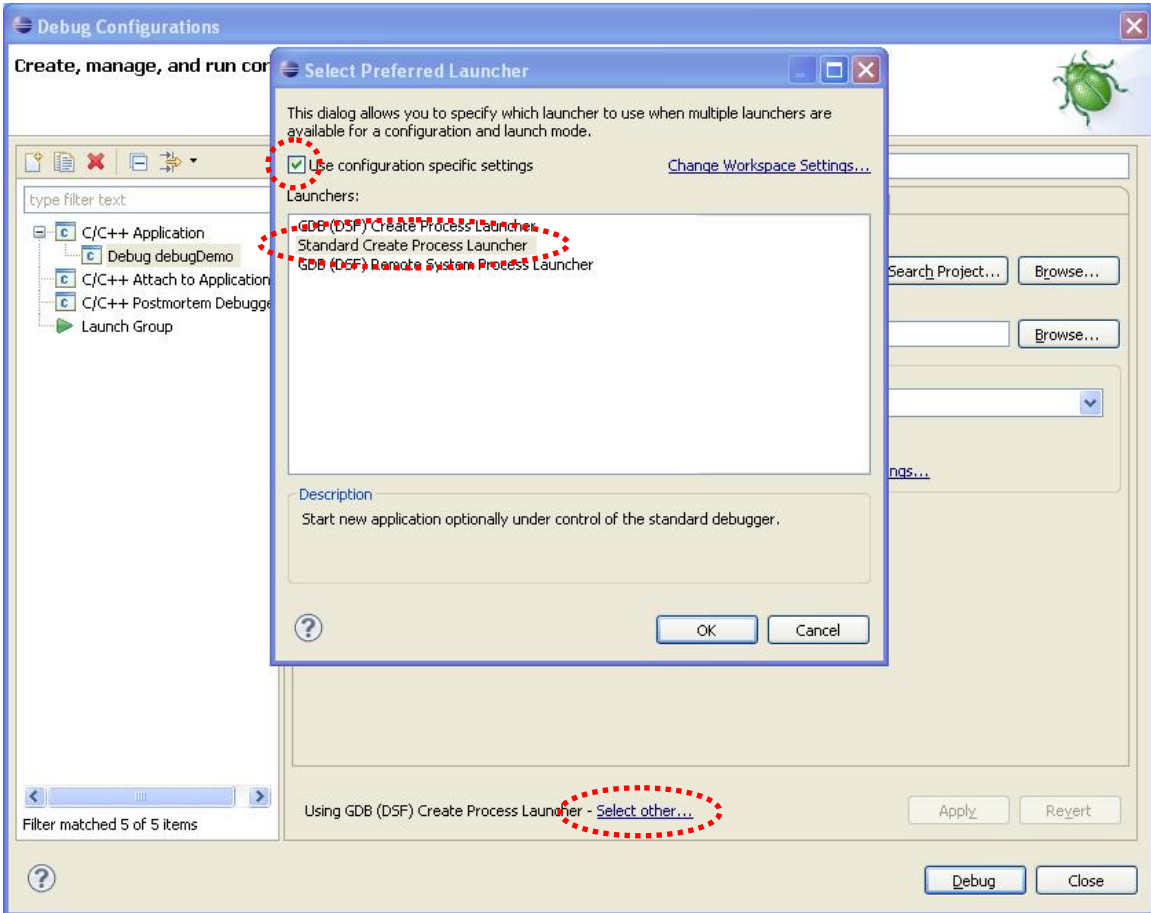 Debug Configurations
Create, manage, and run con
Select Preferred Launcher
This dialog allows you to specify which launcher to use when multiple launchers are
available for a configuration and launch mode.
Use configuration specific settings
Change Workspace Settings...
Launchers:
GDB (DSF) Create Process Launcher
Standard Create Process Launcher
GDB (DSF) Remote System Process Launcher
Description
Start new application optionally under control of the standard debugger.
OK
Cancel
type filter text
C/C++ Application
Debug debugDemo
C/C++ Attach to Application
C/C++ Postmortem Debugge
Launch Group
Filter matched 5 of 5 items
Search Project...
Browse...
Browse...
ngs...
Using GDB (DSF) Create Process Launcher - Select other...
Apply
Revert
Debug
Close